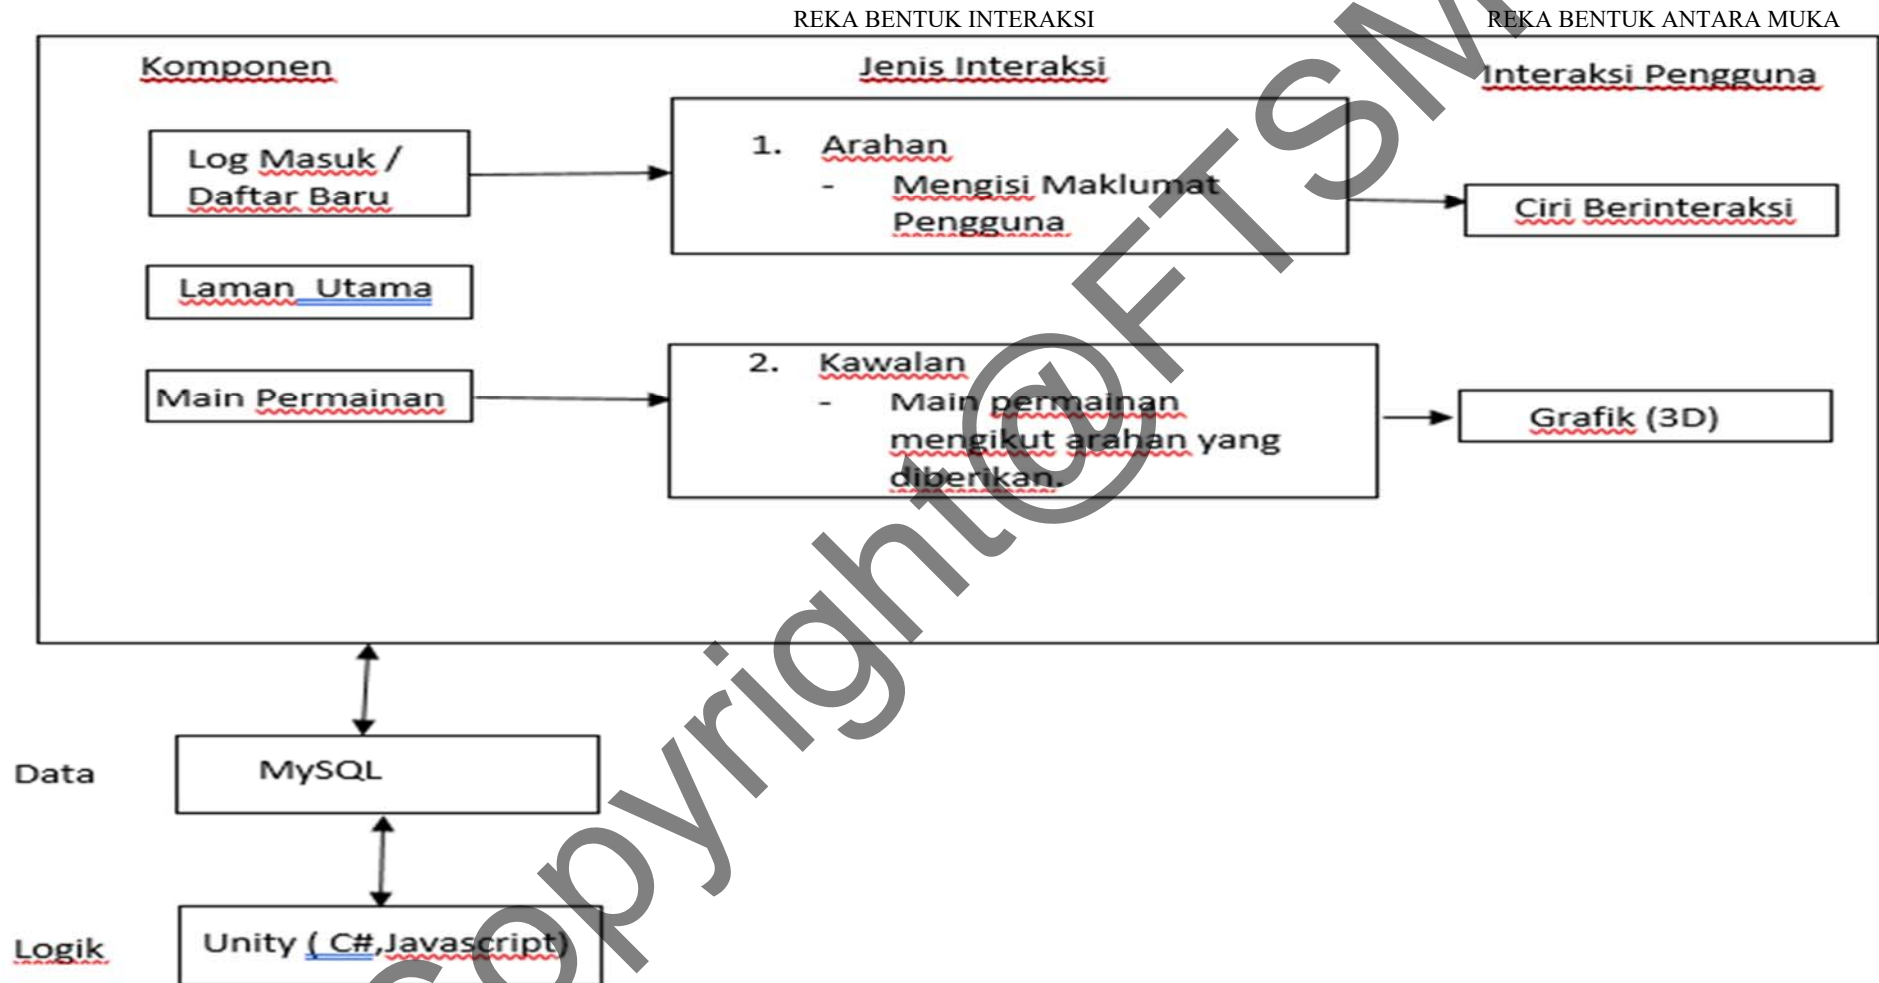 REKA BENTUK INTERAKSI
REKA BENTUK ANTARA MUKA
Komponen
Jenis Interaksi
Interaksi Pengguna
Log Masuk /
Daftar Baru
1. Arahan
- Mengisi Maklumat
Pengguna
Ciri Berinteraksi
Laman Utama
Main Permainan
2. Kawalan
- Main permainan
mengikut arahan yang
diberikan.
Grafik (3D)
Data
MySQL
Logik
Unity ( C#,Javascript)
Copyright@FTSM